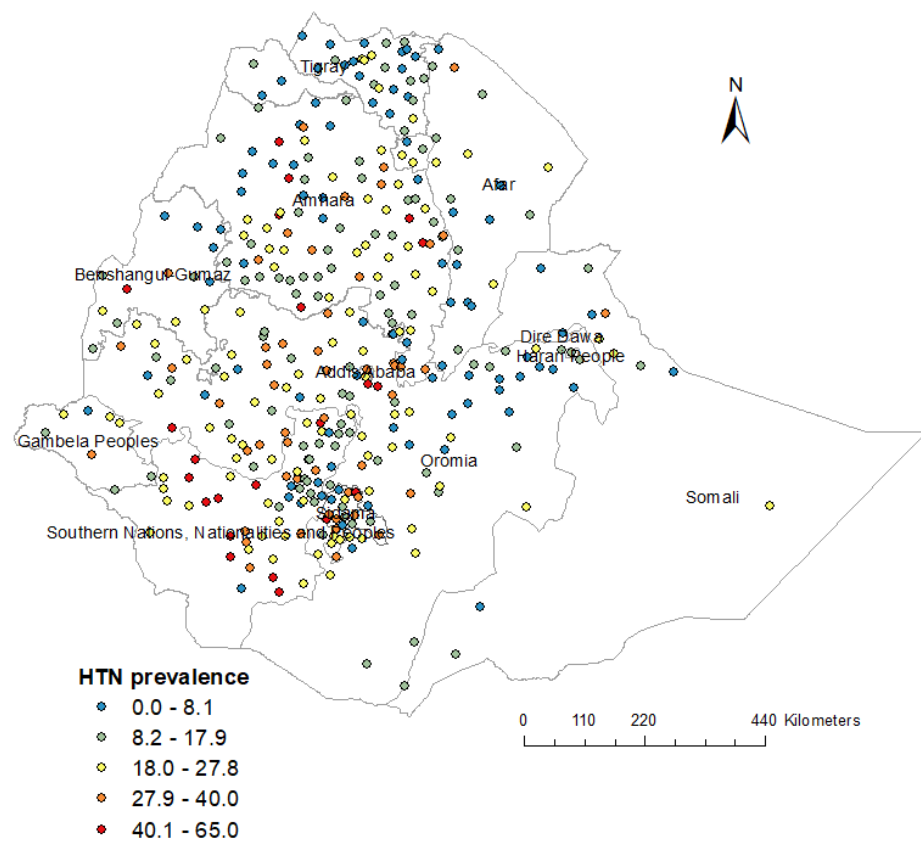 Tigray
N
Afar
Amhara
Benshangul-Gumaz
Dire Dawa
Harari People
Addis Ababa
Gambela Peoples
Oromia
Somali
Sidama
Southern Nations, Nationalities and Peoples
HTN prevalence
0.0 - 8.1
8.2 - 17.9
18.0 - 27.8
27.9 - 40.0
40.1 - 65.0
0 110 220 440 Kilometers